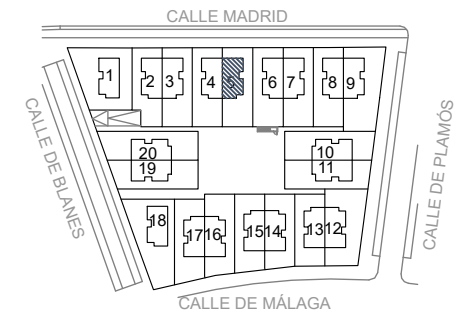 CALLE MADRID
1 2 3 4 5 6 7 8 9
CALLE DE BLANES
20 10
19 11
CALLE DE PLAMÓS
18 17 16 15 14 13 12
CALLE DE MÁLAGA